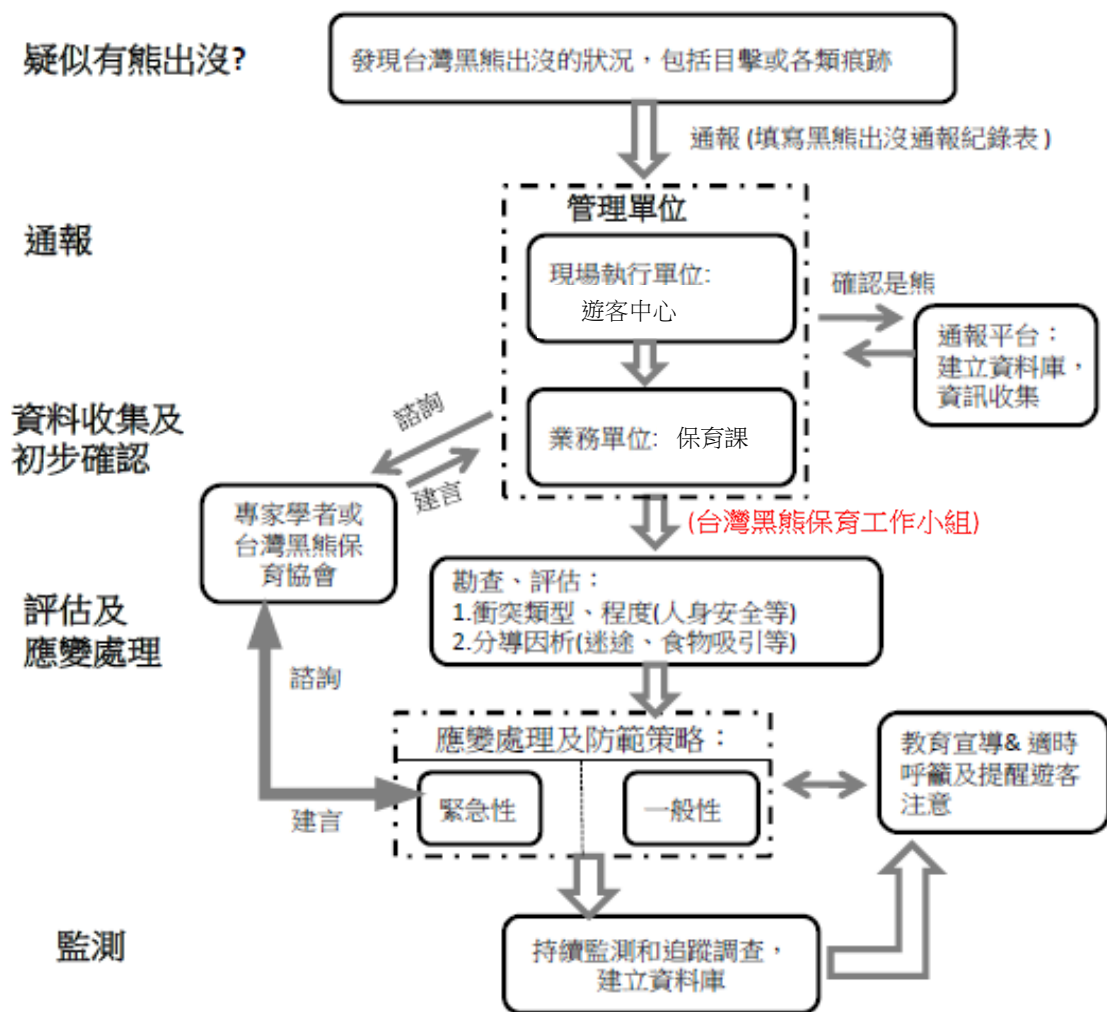 疑似有熊出沒?
發現台灣黑熊出沒的狀況，包括目擊或各類痕跡
通報 (填寫黑熊出沒通報紀錄表 )
通報
管理單位
現場執行單位:
遊客中心
確認是熊
通報平台：
建立資料庫，
資訊收集
資料收集及
初步確認
諮詢
建言
業務單位: 保育課
專家學者或
台灣黑熊保
育協會
(台灣黑熊保育工作小組)
評估及
應變處理
勘查、評估：
1.衝突類型、程度(人身安全等)
2.分導因析(迷途、食物吸引等)
諮詢
建言
應變處理及防範策略：
緊急性
一般性
教育宣導& 適時
呼籲及提醒遊客
注意
監測
持續監測和追蹤調查，
建立資料庫